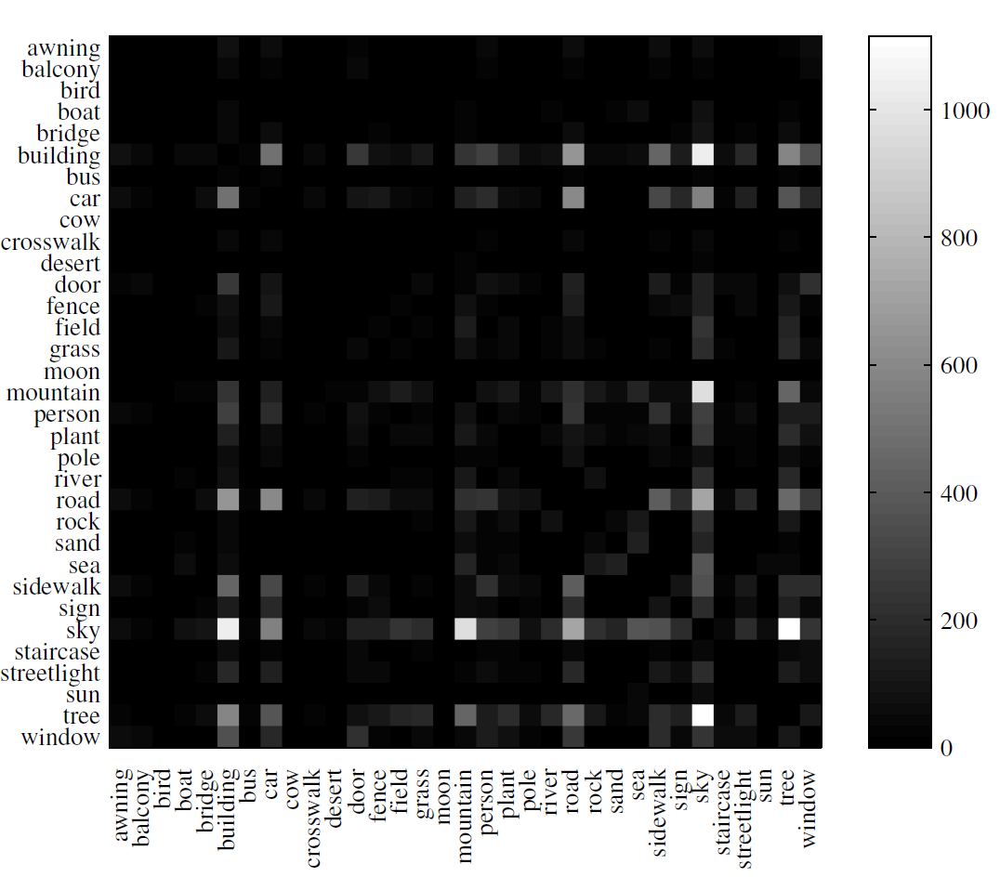 awning
balcony
bird
boat
bridge
building
bus
car
cow
crosswalk
desert
door
fence
field
grass
moon
mountain
person
plant
pole
river
road
rock
sand
sea
sidewalk
sign
sky
staircase
streetlight
sun
tree
window
awning
balcony
bird
boat
bridge
building
bus
car
cow
crosswalk
desert
door
fence
field
grass
moon
mountain
person
plant
pole
river
road
rock
sand
sea
sidewalk
sign
sky
staircase
streetlight
sun
tree
window
1000
800
600
400
200
0